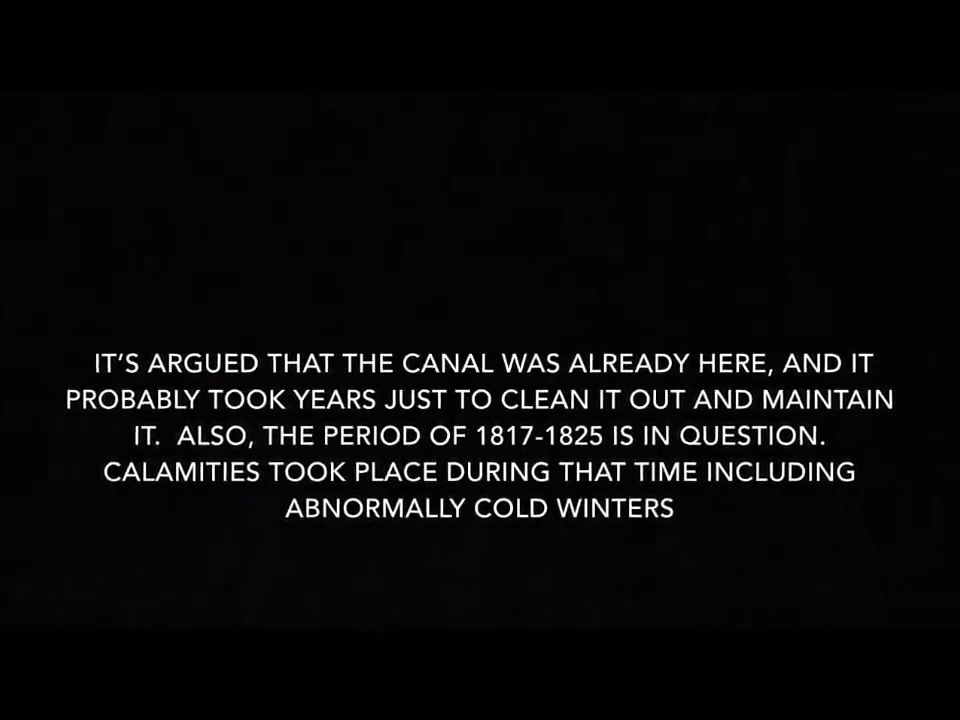 IT’S ARGUED THAT THE CANAL WAS ALREADY HERE, AND IT
PROBABLY TOOK YEARS JUST TO CLEAN IT OUT AND MAINTAIN
IT.  ALSO, THE PERIOD OF 1817-1825 IS IN QUESTION.
CALAMITIES TOOK PLACE DURING THAT TIME INCLUDING
ABNORMALLY COLD WINTERS